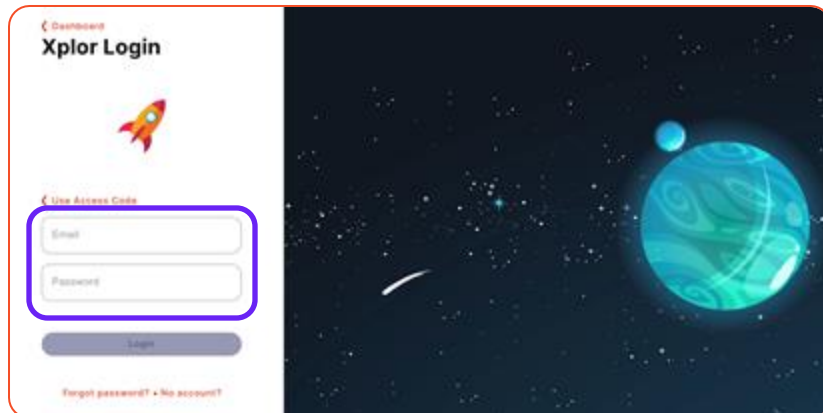 Dashboard
Xplor Login
Use Access Code
Email
Password
Login
Forgot password? • No account?